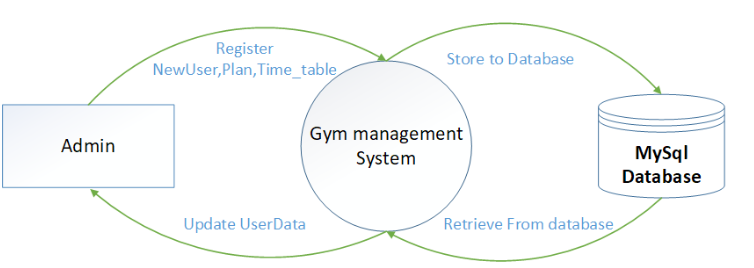 Register
NewUser,Plan,Time_table
Store to Database
Admin
Gym management
System
MySql
Database
Update UserData
Retrieve From database